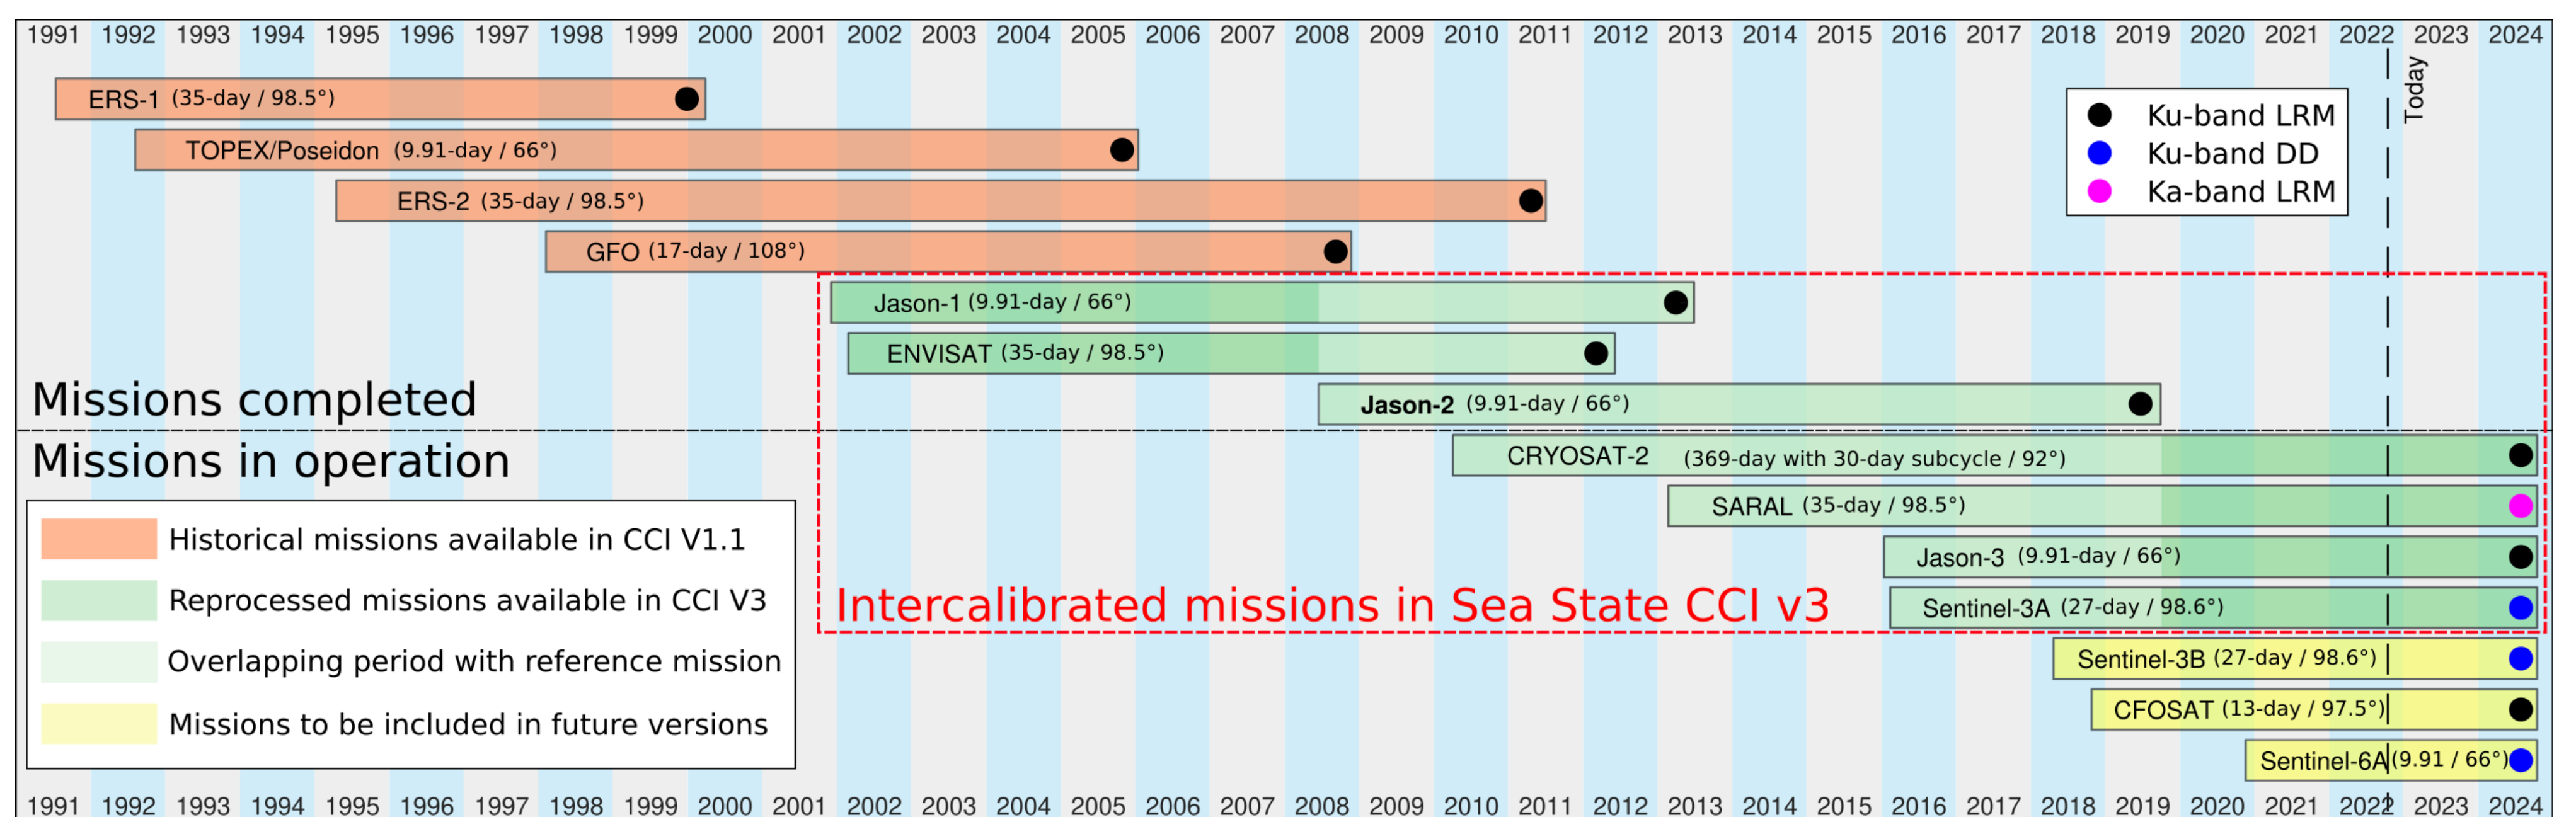 1991 1992 1993 1994 1995 1996 1997 1998 1999 2000 2001 2002 2003 2004 2005 2006 2007 2008 2009 2010 2011 2012 2013 2014 2015 2016 2017 2018 2019 2020 2021 2022 2023 2024
Today
ERS-1 (35-day / 98.5°)
TOPEX/Poseidon (9.91-day / 66°)
ERS-2 (35-day / 98.5°)
GFO (17-day / 108°)
Ku-band LRM
Ku-band DD
Ka-band LRM
Jason-1 (9.91-day / 66°)
ENVISAT (35-day / 98.5°)
Jason-2 (9.91-day / 66°)
Missions completed
Missions in operation
CRYOSAT-2 (369-day with 30-day subcycle / 92°)
SARAL (35-day / 98.5°)
Jason-3 (9.91-day / 66°)
Sentinel-3A (27-day / 98.6°)
Intercalibrated missions in Sea State CCI v3
Sentinel-3B (27-day / 98.6°)
CFOSAT (13-day / 97.5°)
Sentinel-6A (9.91 / 66°)
Historical missions available in CCI V1.1
Reprocessed missions available in CCI V3
Overlapping period with reference mission
Missions to be included in future versions
1991 1992 1993 1994 1995 1996 1997 1998 1999 2000 2001 2002 2003 2004 2005 2006 2007 2008 2009 2010 2011 2012 2013 2014 2015 2016 2017 2018 2019 2020 2021 2022 2023 2024